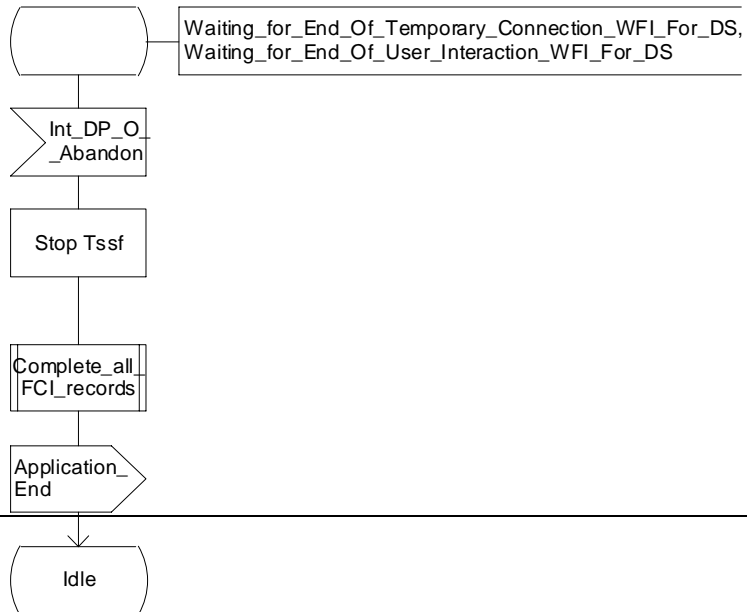 Waiting_for_End_Of_Temporary_Connection_WFI_For_DS,
Waiting_for_End_Of_User_Interaction_WFI_For_DS
Int_DP_O_
_Abandon
Stop Tssf
Complete_all_
FCI_records
Application_
End
Idle